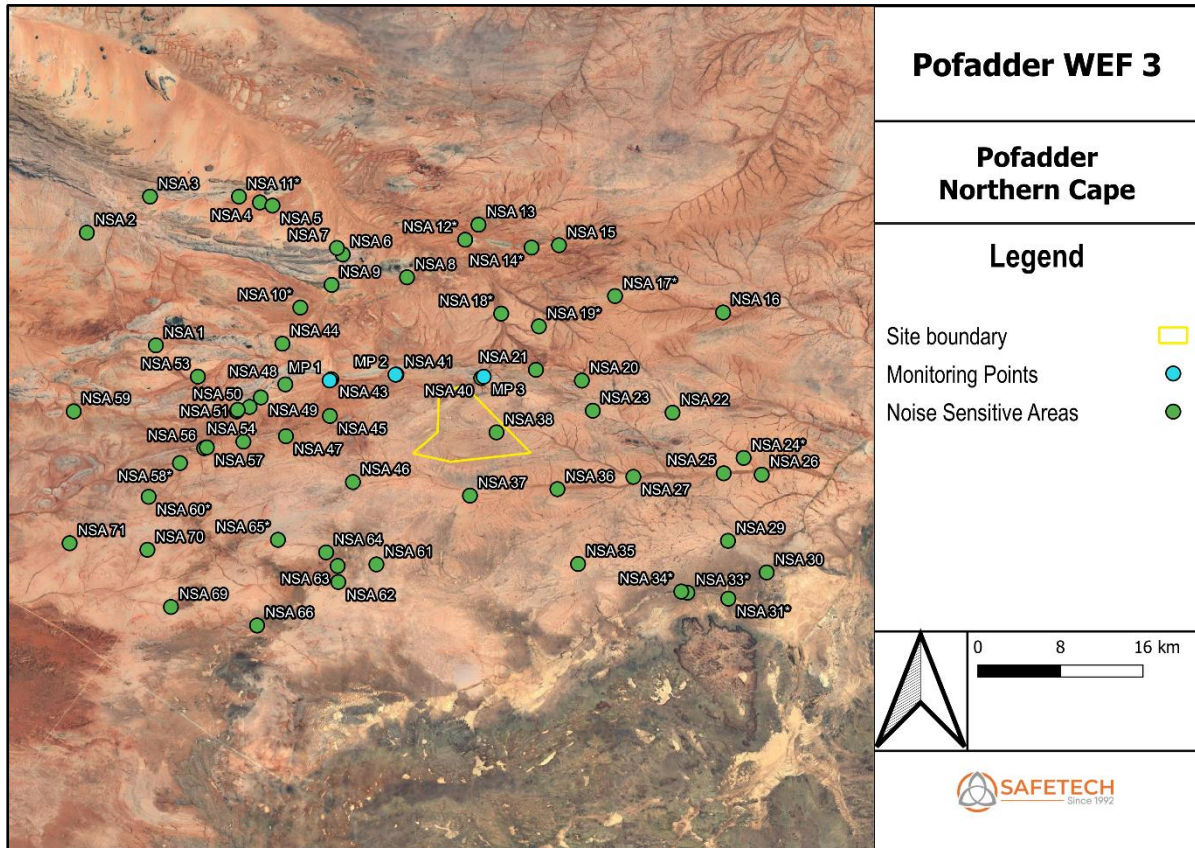 NSA 3
NSA 11*
NSA 4
NSA 5
NSA 2
NSA 13
NSA 12*
NSA 7
NSA 6
NSA 15
NSA 14*
NSA 9
NSA 8
NSA 17*
NSA 10*
NSA 16
NSA 18*
NSA 19*
NSA 1
NSA 44
NSA 53
NSA 48
MP 1
MP 2
NSA 41
NSA 21
NSA 20
NSA 43
NSA 40
MP 3
NSA 50
NSA 59
NSA 51
NSA 49
NSA 23
NSA 22
NSA 45
NSA 38
NSA 54
NSA 56
NSA 47
NSA 57
NSA 24*
NSA 58*
NSA 25
NSA 26
NSA 46
NSA 37
NSA 36
NSA 27
NSA 60*
NSA 71
NSA 70
NSA 65*
NSA 29
NSA 64
NSA 61
NSA 35
NSA 30
NSA 63
NSA 34*
NSA 33*
NSA 62
NSA 69
NSA 31*
NSA 66
Pofadder WEF 3
Pofadder
Northern Cape
Legend
Site boundary
Monitoring Points
Noise Sensitive Areas
0 8 16 km
SAFETECH
Since 1992